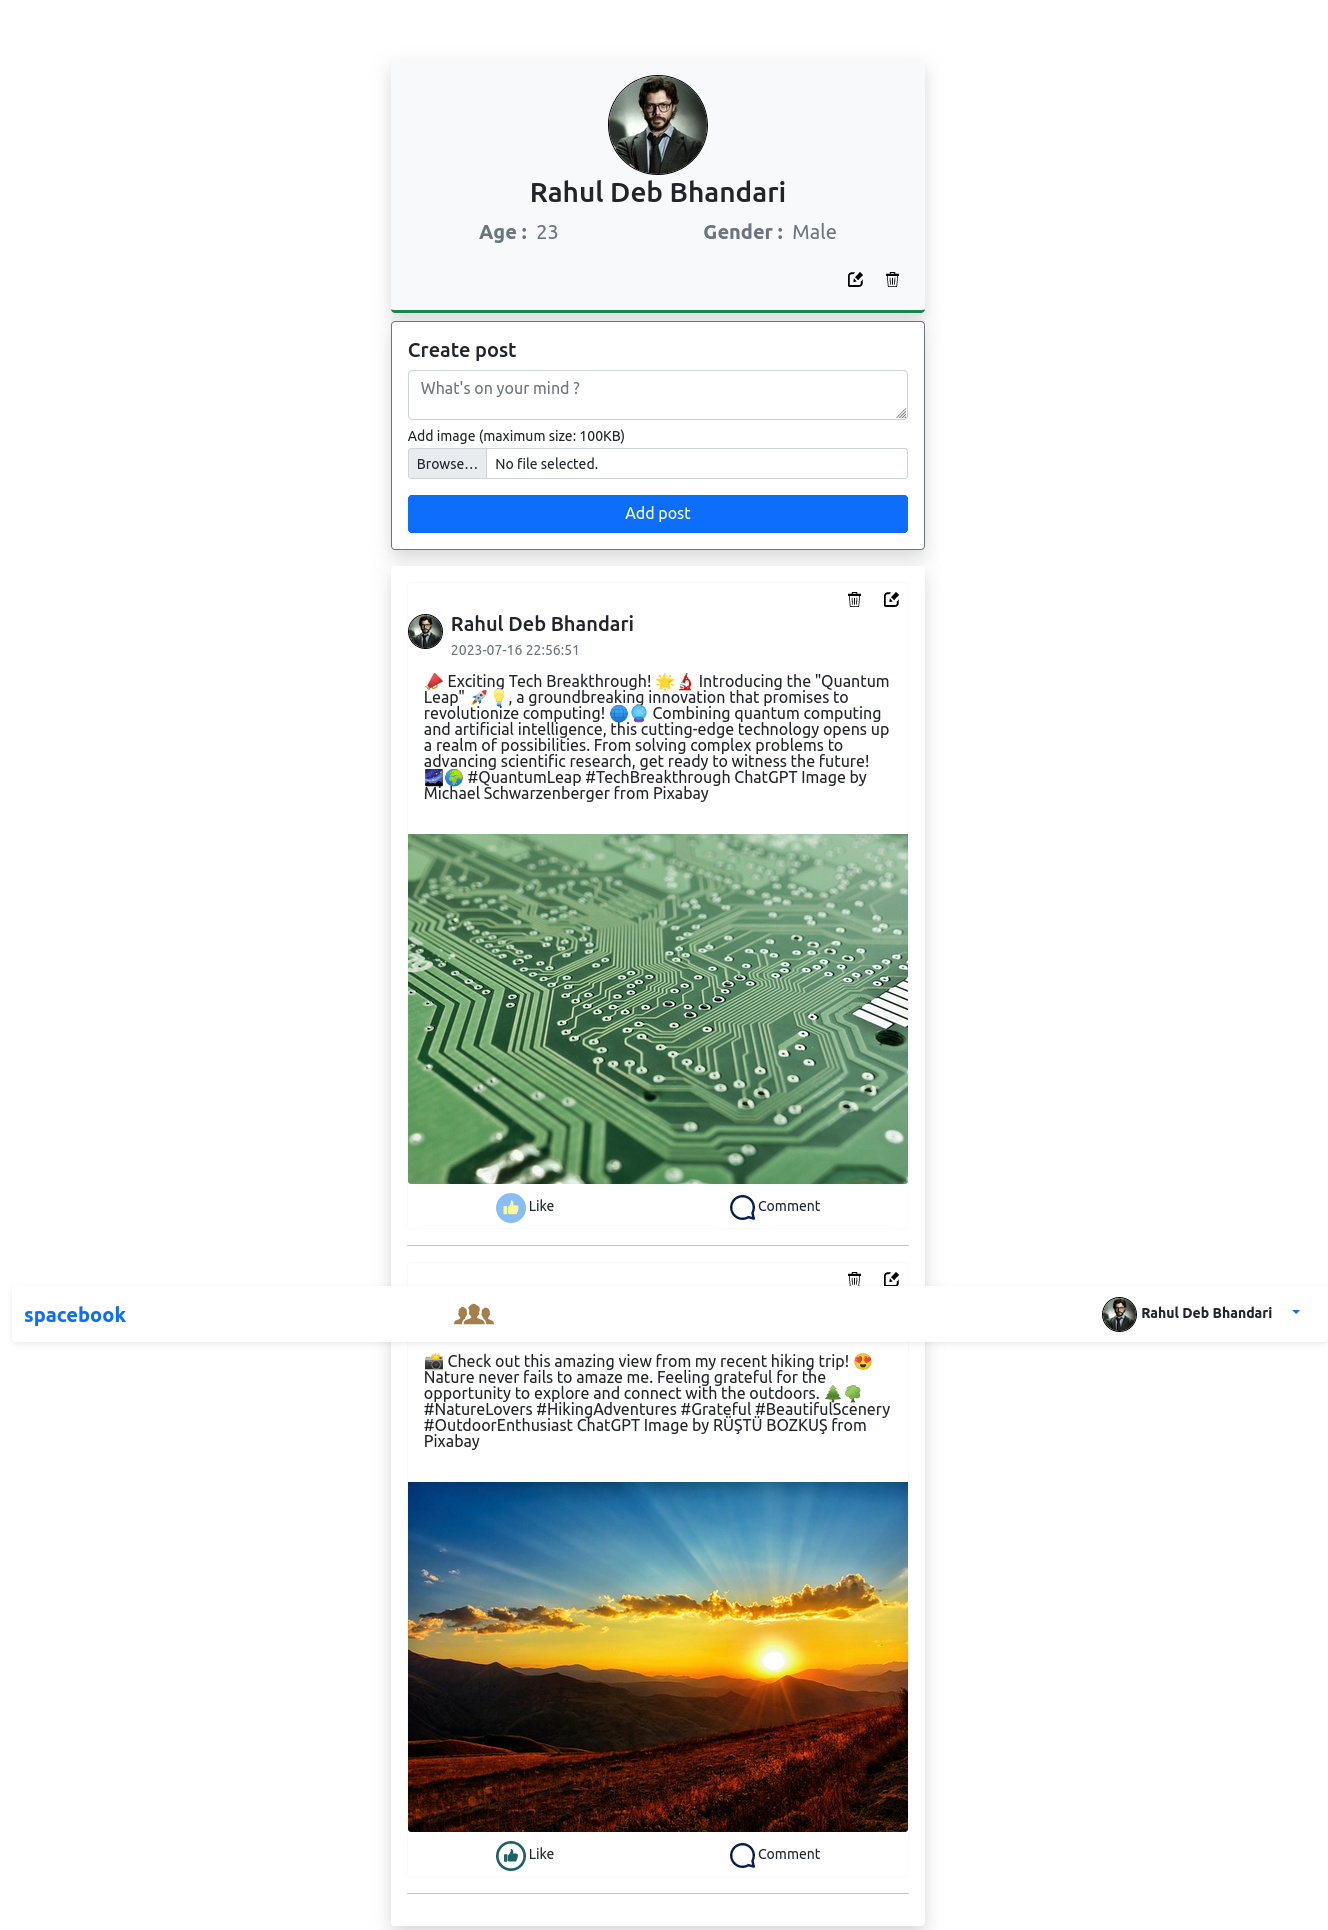 Rahul Deb Bhandari
Age : 23 Gender : Male
Create post
What's on your mind ?
Add image (maximum size: 100KB)
Browse... No file selected.
Add post
Rahul Deb Bhandari
2023-07-16 22:56:51
📣 Exciting Tech Breakthrough! 🌟🔬 Introducing the "Quantum
Leap" 🚀💡, a groundbreaking innovation that promises to
revolutionize computing! 🌐🔮 Combining quantum computing
and artificial intelligence, this cutting-edge technology opens up
a realm of possibilities. From solving complex problems to
advancing scientific research, get ready to witness the future!
🌌🌍 #QuantumLeap #TechBreakthrough ChatGPT Image by
Michael Schwarzenberger from Pixabay
Like Comment
spacebook Rahul Deb Bhandari
📸 Check out this amazing view from my recent hiking trip! 😍
Nature never fails to amaze me. Feeling grateful for the
opportunity to explore and connect with the outdoors. 🌲🌳
#NatureLovers #HikingAdventures #Grateful #BeautifulScenery
#OutdoorEnthusiast ChatGPT Image by RÜŞTÜ BOZKUŞ from
Pixabay
Like Comment